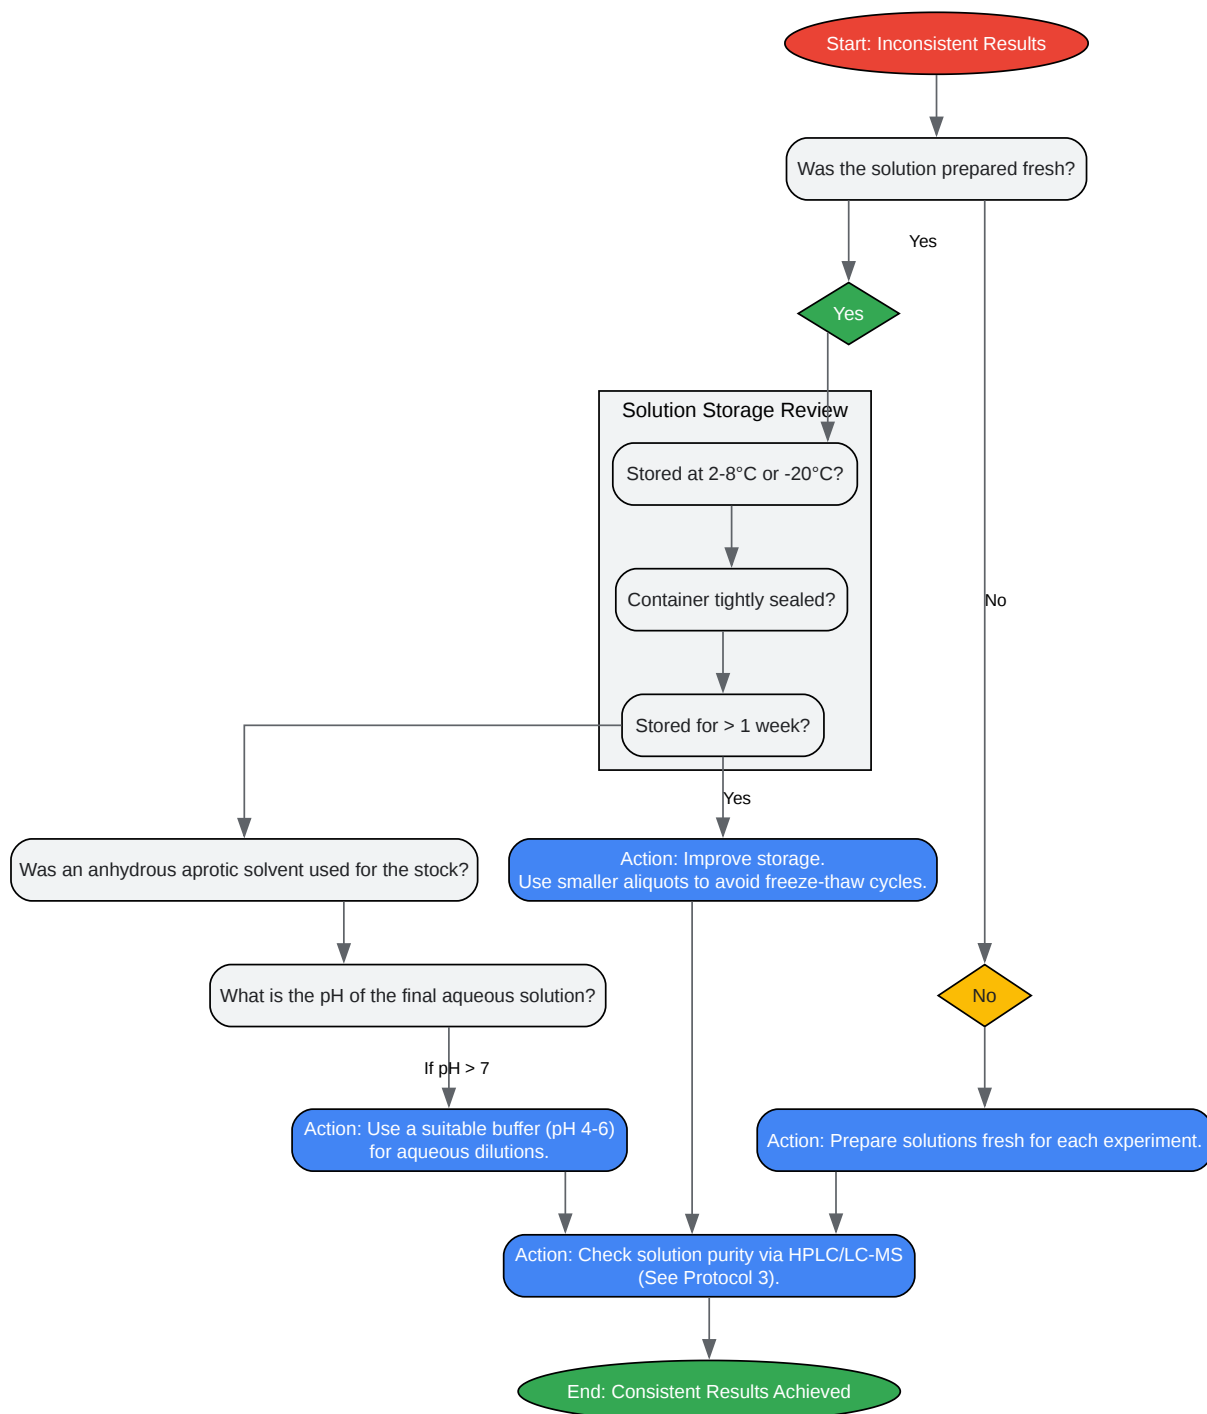 Start: Inconsistent Results
Was the solution prepared fresh?
Yes
Yes
Solution Storage Review
Stored at 2-8°C or -20°C?
Container tightly sealed?
No
Stored for > 1 week?
Yes
Was an anhydrous aprotic solvent used for the stock?
Action: Improve storage.
Use smaller aliquots to avoid freeze-thaw cycles.
What is the pH of the final aqueous solution?
No
If pH > 7
Action: Use a suitable buffer (pH 4-6)
for aqueous dilutions.
Action: Prepare solutions fresh for each experiment.
Action: Check solution purity via HPLC/LC-MS
(See Protocol 3).
End: Consistent Results Achieved